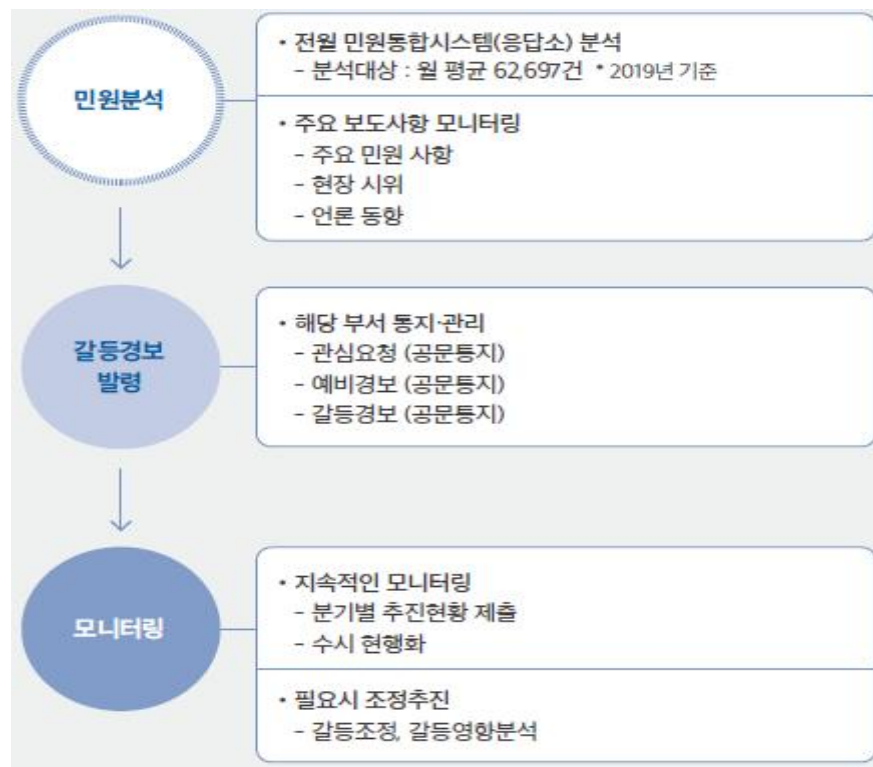 민원분석
• 전월 민원통합시스템(응답소) 분석
- 분석대상 : 월 평균 62,697건 * 2019년 기준
• 주요 보도사항 모니터링
- 주요 민원 사항
- 현장 시위
- 언론 동향
갈등경보
발령
• 해당 부서 통지·관리
- 관심요청 (공문통지)
- 예비경보 (공문통지)
- 갈등경보 (공문통지)
모니터링
• 지속적인 모니터링
- 분기별 추진현황 제출
- 수시 현행화
• 필요시 조정추진
- 갈등조정, 갈등영향분석